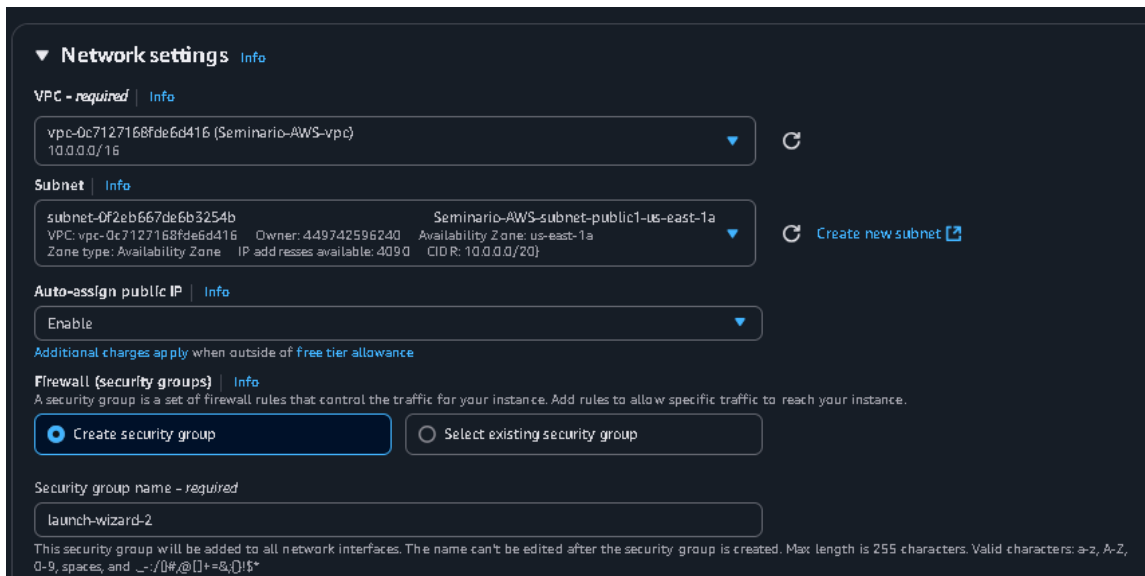 ▼ Network settings Info
VPC - required | Info
vpc-0c7127168fde6d416 (Seminario-AWS-vpc)
10.0.0.0/16
Subnet | Info
subnet-0f2eb667de6b3254b Seminario-AWS-subnet-public1-us-east-1a
VPC: vpc-0c7127168fde6d416 Owner: 449742596240 Availability Zone: us-east-1a
Zone type: Availability Zone IP addresses available: 4090 CIDR: 10.0.0.0/20)
Create new subnet
Auto-assign public IP | Info
Enable
Additional charges apply when outside of free tier allowance
Firewall (security groups) | Info
A security group is a set of firewall rules that control the traffic for your instance. Add rules to allow specific traffic to reach your instance.
Create security group
Select existing security group
Security group name - required
launch-wizard-2
This security group will be added to all network interfaces. The name can't be edited after the security group is created. Max length is 255 characters. Valid characters: a-z, A-Z,
0-9, spaces, and ._-:/()#,@[]+=&;{}!$*